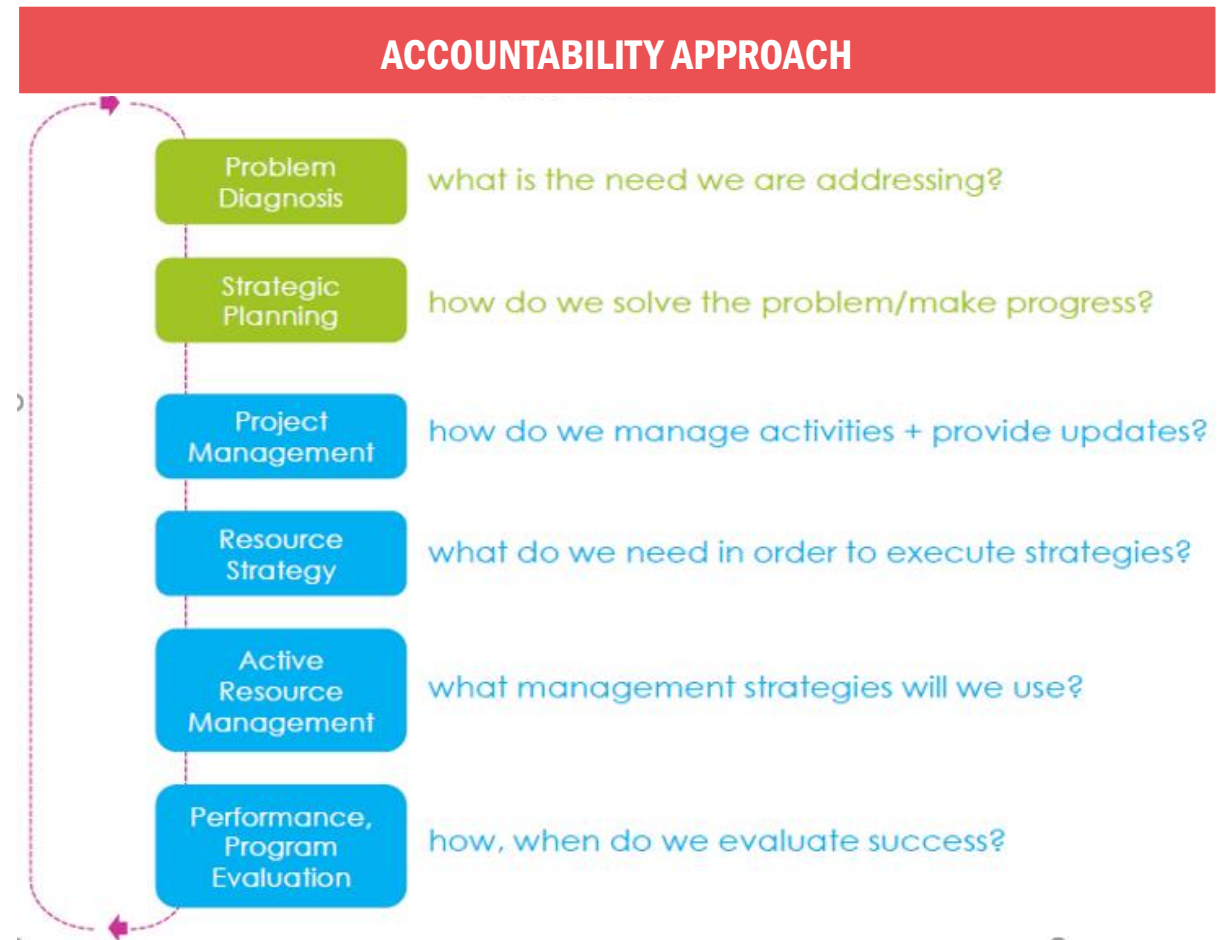 ACCOUNTABILITY APPROACH
Problem
Diagnosis
what is the need we are addressing?
Strategic
Planning
how do we solve the problem/make progress?
Project
Management
how do we manage activities + provide updates?
Resource
Strategy
what do we need in order to execute strategies?
Active
Resource
Management
what management strategies will we use?
Performance,
Program
Evaluation
how, when do we evaluate success?